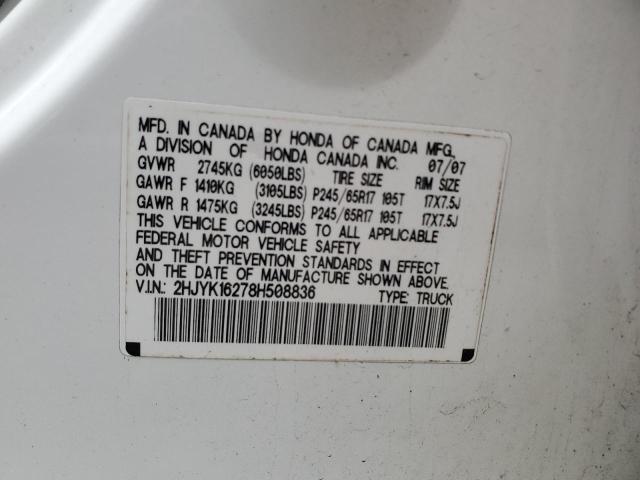 MFD. IN CANADA BY HONDA OF CANADA MFG.,
A DIVISION OF HONDA CANADA INC. 07/07
GVWR 2745KG (6050LBS) TIRE SIZE RIM SIZE
GAWR F 1410KG (3105LBS) P245/65R17 105T 17X7.5J
GAWR R 1475KG (3245LBS) P245/65R17 105T 17X7.5J
THIS VEHICLE CONFORMS TO ALL APPLICABLE
FEDERAL MOTOR VEHICLE SAFETY
AND THEFT PREVENTION STANDARDS IN EFFECT
ON THE DATE OF MANUFACTURE SHOWN ABOVE.
V.I.N.: 2HJYK16278H508836 TYPE: TRUCK